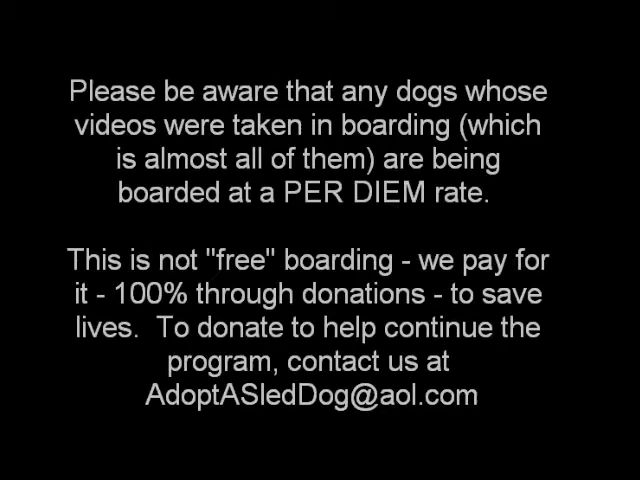 Please be aware that any dogs whose
videos were taken in boarding (which
is almost all of them) are being
boarded at a PER DIEM rate.
This is not "free" boarding - we pay for
it - 100% through donations - to save
lives.  To donate to help continue the
program, contact us at
AdoptASledDog@aol.com